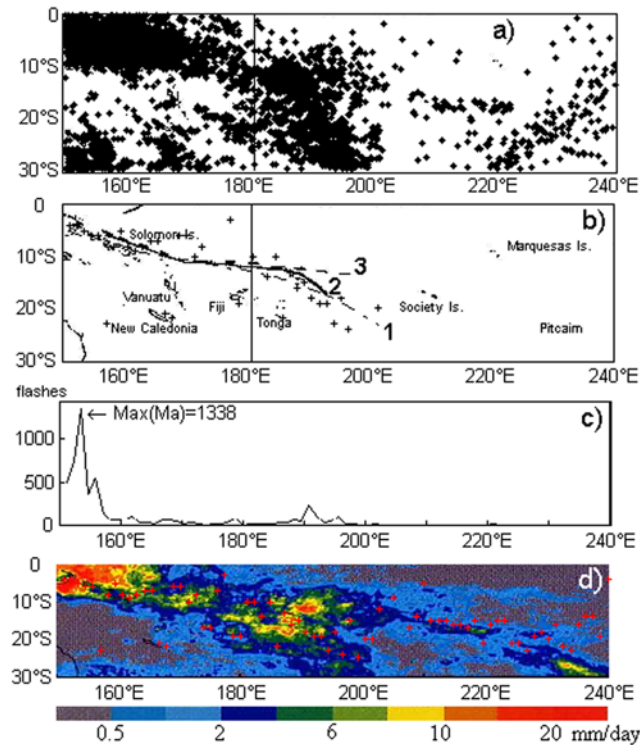 0
a)
10°S
20°S
30°S
160°E 180°E 200°E 220°E 240°E
0
b)
Solomon Is.
Marquesas Is.
10°S
3
2
Vanuatu
Fiji
Society Is.
20°S
New Caledonia
Tonga
1
Pitcairn
30°S
160°E 180°E 200°E 220°E 240°E
flashes
← Max(Ma)=1338
c)
1000
500
0
160°E 180°E 200°E 220°E 240°E
0
d)
10°S
20°S
30°S
160°E 180°E 200°E 220°E 240°E
0.5 2 6 10 20 mm/day